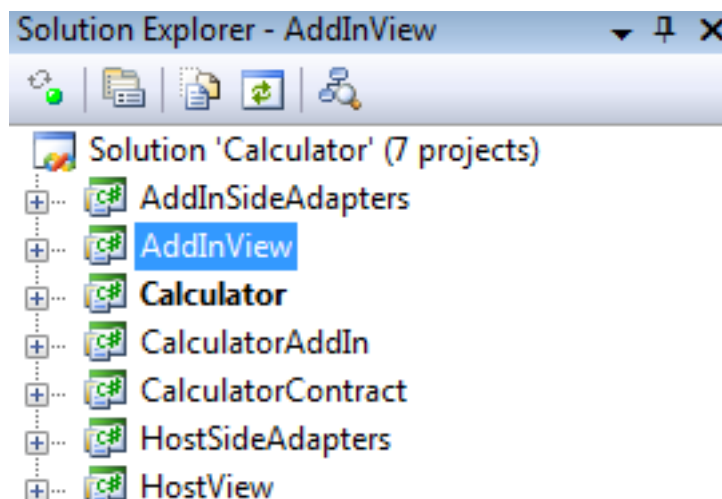 Solution Explorer - AddInView
Solution 'Calculator' (7 projects)
AddInSideAdapters
AddInView
Calculator
CalculatorAddIn
CalculatorContract
HostSideAdapters
HostView